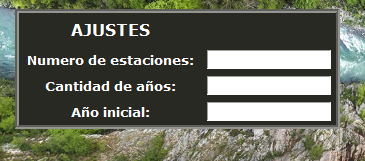 AJUSTES
Numero de estaciones:
Cantidad de años:
Año inicial: